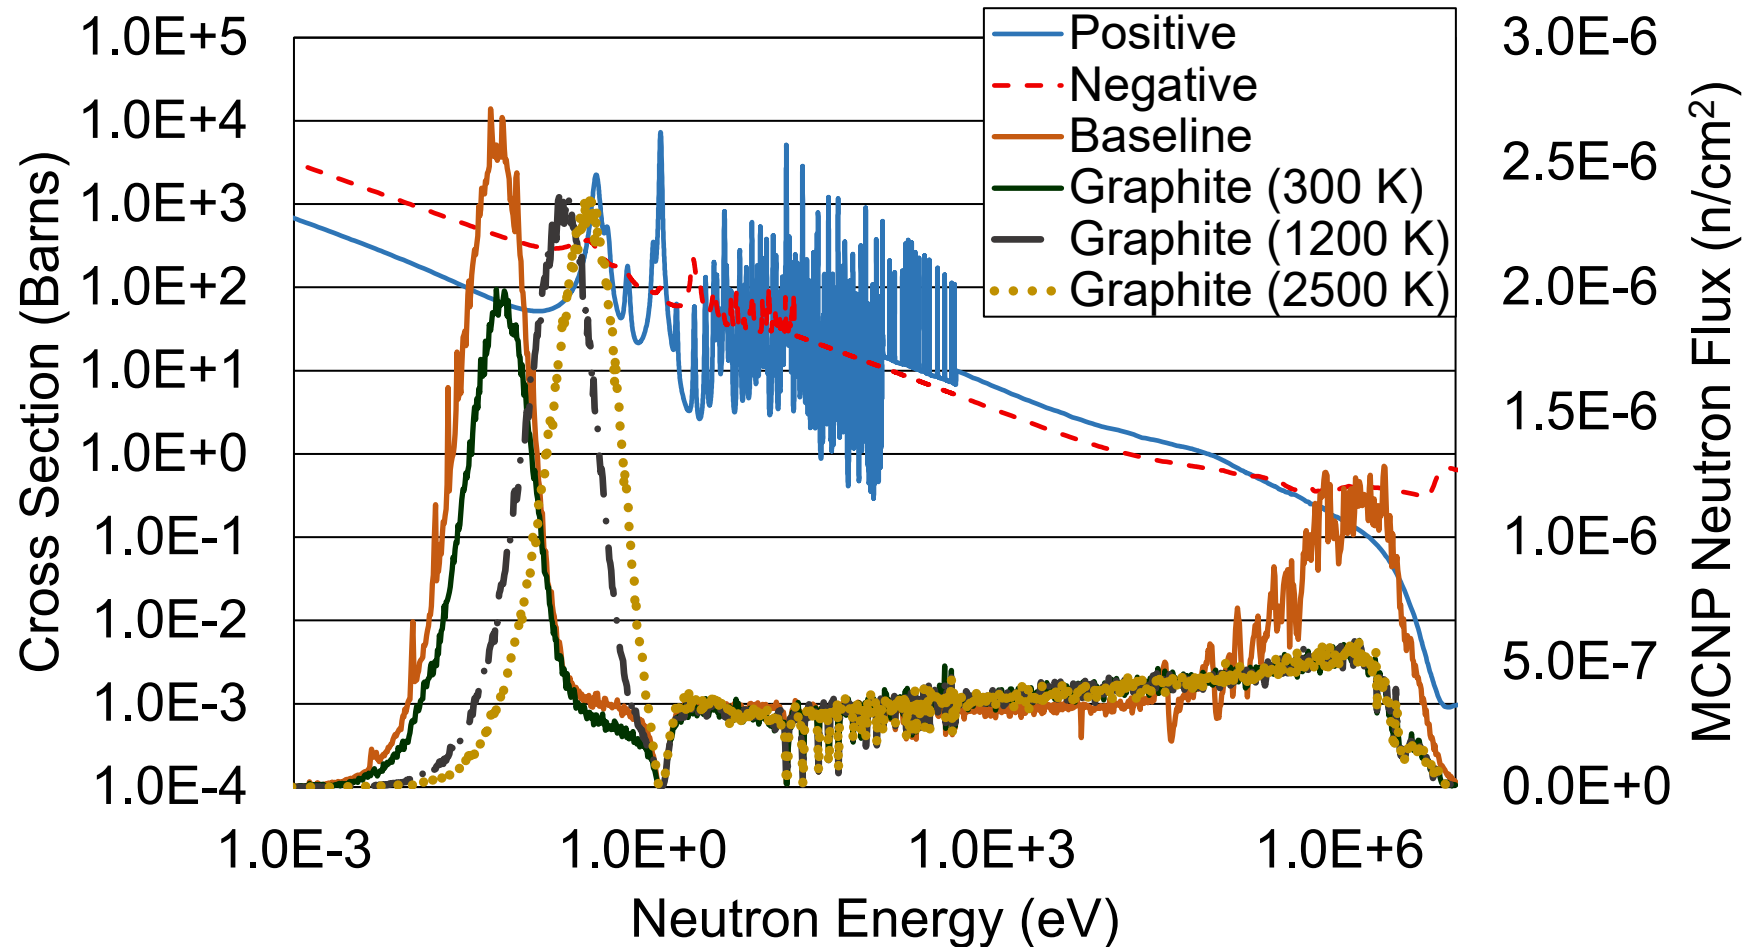 1.0E+5
1.0E+4
1.0E+3
1.0E+2
1.0E+1
1.0E+0
1.0E-1
1.0E-2
1.0E-3
1.0E-4
Cross Section (Barns)
Positive
Negative
Baseline
Graphite (300 K)
Graphite (1200 K)
Graphite (2500 K)
3.0E-6
2.5E-6
2.0E-6
1.5E-6
1.0E-6
5.0E-7
0.0E+0
MCNP Neutron Flux (n/cm²)
1.0E-3 1.0E+0 1.0E+3 1.0E+6
Neutron Energy (eV)